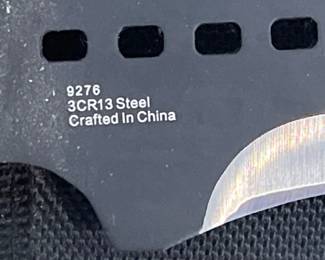 9276
3CR13 Steel
Crafted In China